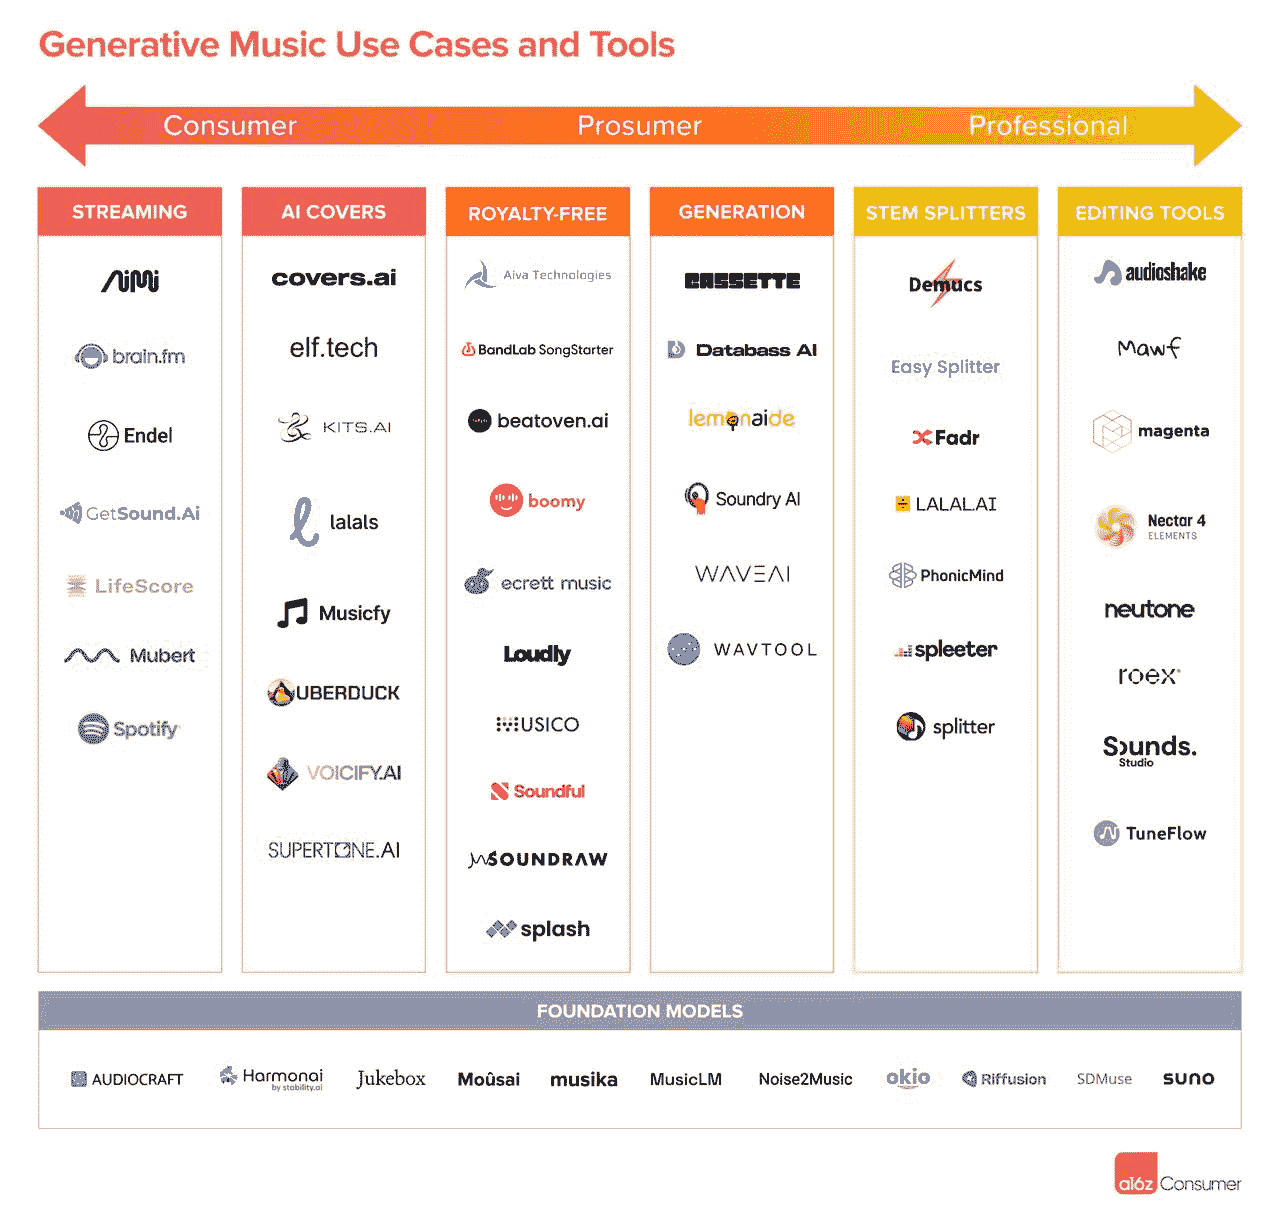 Generative Music Use Cases and Tools
Consumer
Prosumer
Professional
STREAMING
AiMi
brain.fm
Endel
GetSound.Ai
LifeScore
Mubert
Spotify
AI COVERS
covers.ai
elf.tech
KITS.AI
lalals
Musicfy
UBERDUCK
VOICIFY.AI
SUPERTONE.AI
ROYALTY-FREE
Aiva Technologies
BandLab SongStarter
beatoven.ai
boomy
ecrett music
Loudly
MUSICO
Soundful
SOUNDRAW
splash
GENERATION
CASSETTE
Databass AI
lemonaide
Soundry AI
WAVEAI
WAVTOOL
STEM SPLITTERS
Demucs
Easy Splitter
Fadr
LALAL.AI
PhonicMind
spleeter
splitter
EDITING TOOLS
audioshake
Mawf
magenta
Nectar 4
ELEMENTS
neutone
roex
Sounds.
Studio
TuneFlow
FOUNDATION MODELS
AUDIOCRAFT
Harmonai
by stability.ai
Jukebox
Moûsai
musika
MusicLM
Noise2Music
okio
Riffusion
SDMuse
suno
a16z Consumer